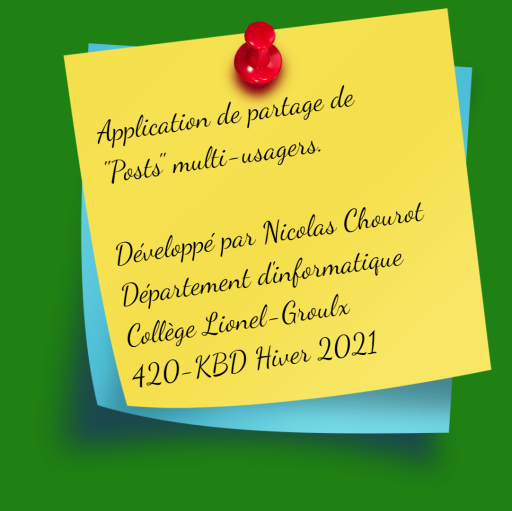 Application de partage de
"Posts" multi-usagers.
Développé par Nicolas Chourot
Département d'informatique
Collège Lionel-Groulx
420-KBD Hiver 2021